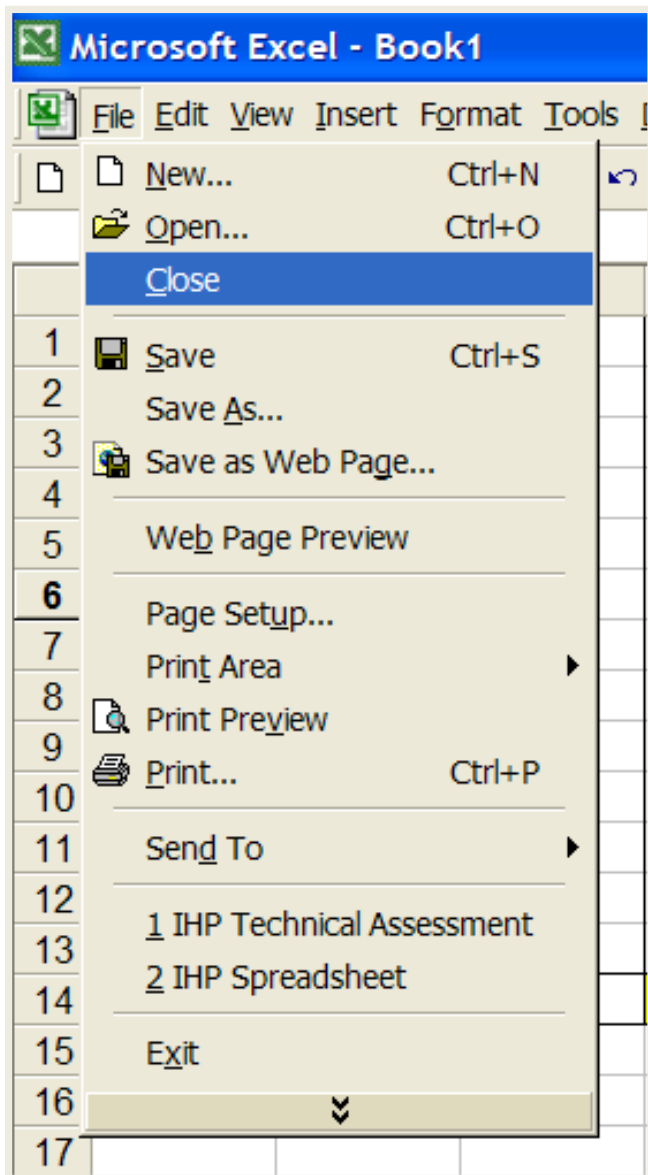 Microsoft Excel - Book1
File Edit View Insert Format Tools
New... Ctrl+N
Open... Ctrl+O
Close
1
Save Ctrl+S
2
Save As...
3
Save as Web Page...
4
5
Web Page Preview
6
Page Setup...
7
Print Area
8
Print Preview
9
Print... Ctrl+P
10
11
Send To
12
1 IHP Technical Assessment
13
2 IHP Spreadsheet
14
15
Exit
16
17